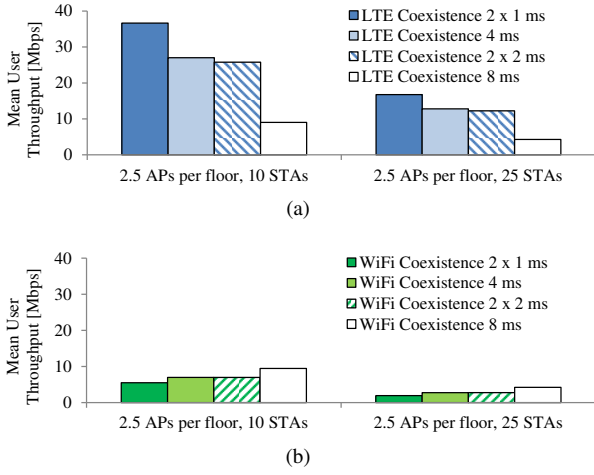 40
30
20
10
0
Mean User
Throughput [Mbps]
LTE Coexistence 2 x 1 ms
LTE Coexistence 4 ms
LTE Coexistence 2 x 2 ms
LTE Coexistence 8 ms
2.5 APs per floor, 10 STAs
2.5 APs per floor, 25 STAs
(a)
40
30
20
10
0
Mean User
Throughput [Mbps]
WiFi Coexistence 2 x 1 ms
WiFi Coexistence 4 ms
WiFi Coexistence 2 x 2 ms
WiFi Coexistence 8 ms
2.5 APs per floor, 10 STAs
2.5 APs per floor, 25 STAs
(b)